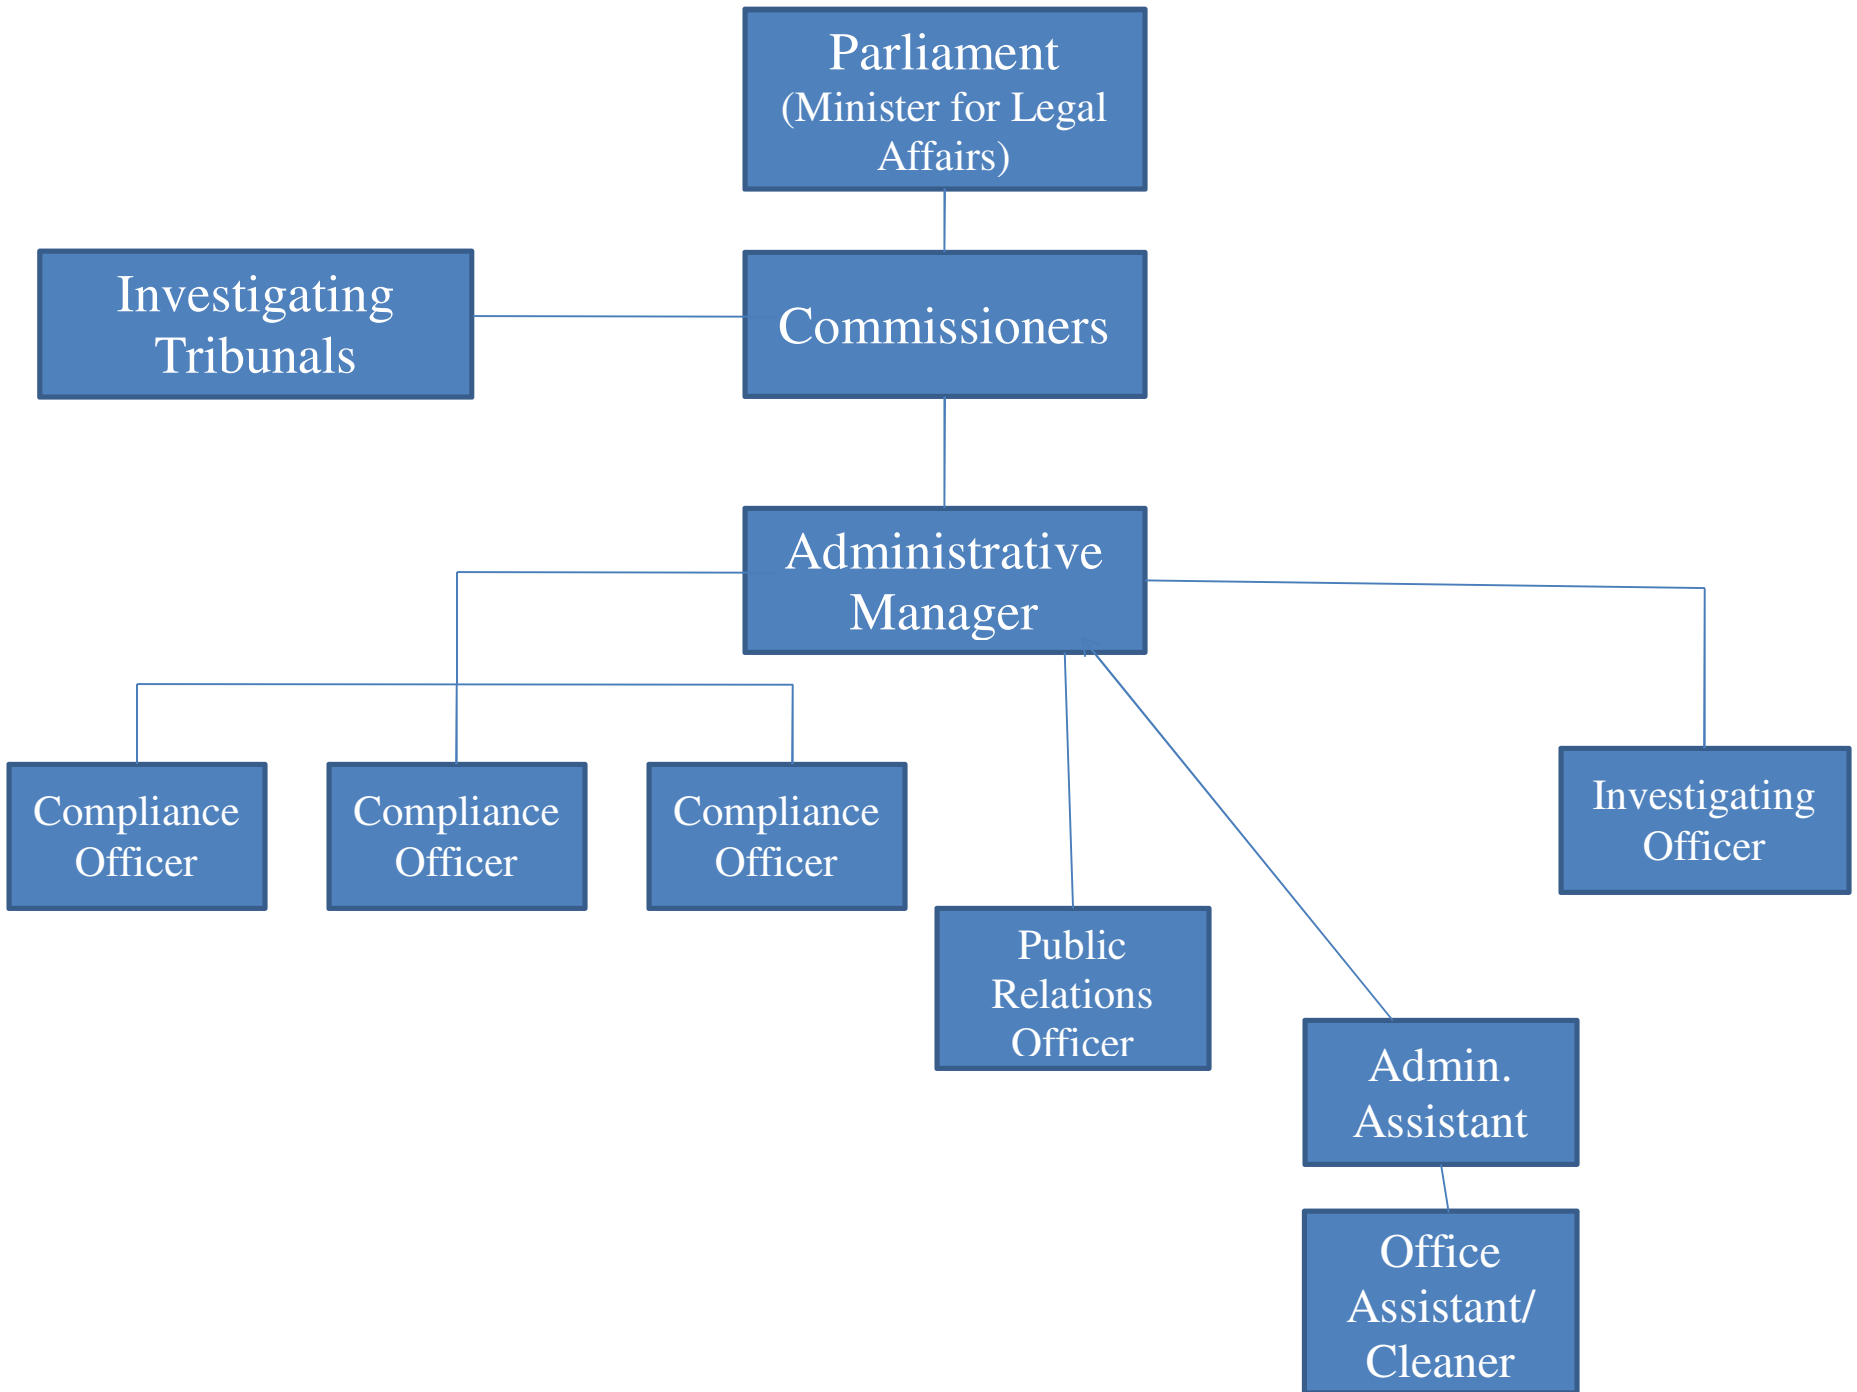 Parliament
(Minister for Legal
Affairs)
Investigating
Tribunals
Commissioners
Administrative
Manager
Compliance
Officer
Compliance
Officer
Compliance
Officer
Investigating
Officer
Public
Relations
Officer
Admin.
Assistant
Office
Assistant/
Cleaner